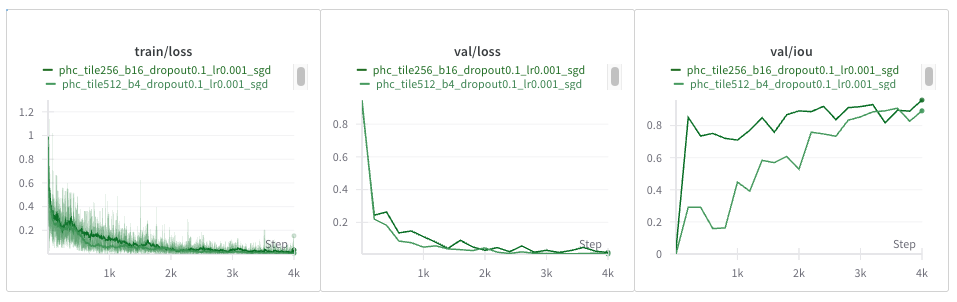 train/loss
phc_tile256_b16_dropout0.1_lr0.001_sgd
phc_tile512_b4_dropout0.1_lr0.001_sgd
1.2
1
0.8
0.6
0.4
0.2
Step
1k
2k
3k
4k
val/loss
phc_tile256_b16_dropout0.1_lr0.001_sgd
phc_tile512_b4_dropout0.1_lr0.001_sgd
0.8
0.6
0.4
0.2
Step
1k
2k
3k
4k
val/iou
phc_tile256_b16_dropout0.1_lr0.001_sgd
phc_tile512_b4_dropout0.1_lr0.001_sgd
0.8
0.6
0.4
0.2
0
Step
1k
2k
3k
4k